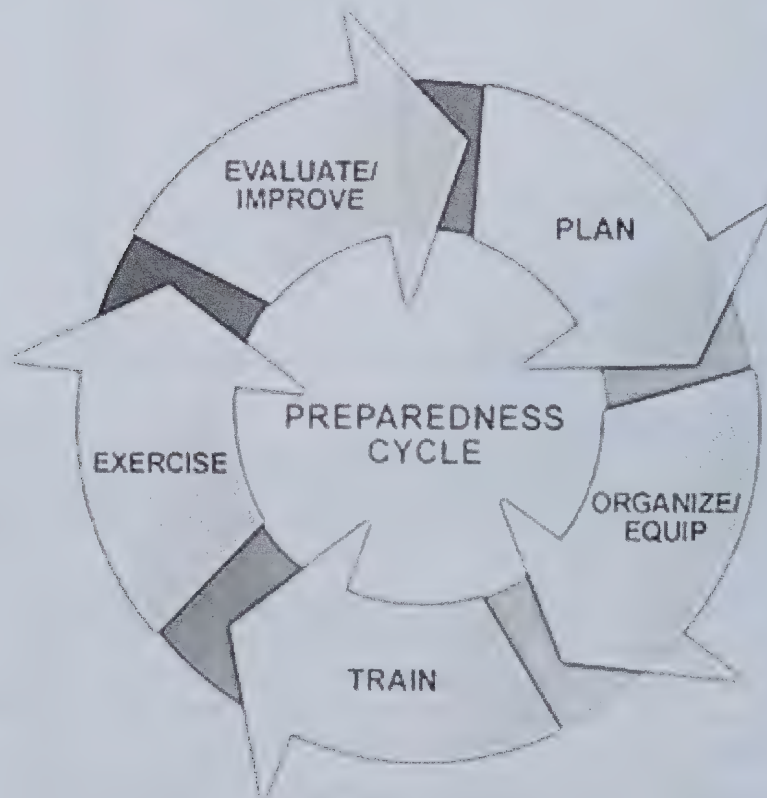 EVALUATE/
IMPROVE
PLAN
PREPAREDNESS
CYCLE
EXERCISE
ORGANIZE/
EQUIP
TRAIN